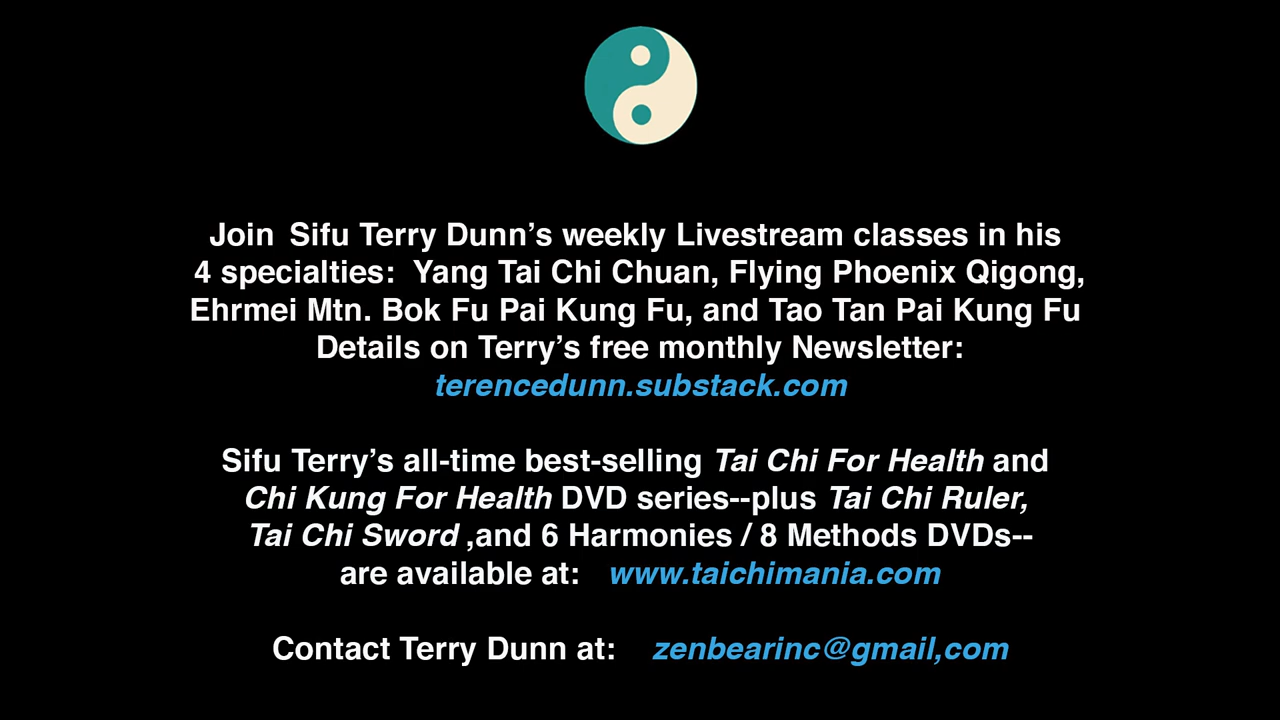 Join Sifu Terry Dunn’s weekly Livestream classes in his
4 specialties: Yang Tai Chi Chuan, Flying Phoenix Qigong,
Ehrmei Mtn. Bok Fu Pai Kung Fu, and Tao Tan Pai Kung Fu
Details on Terry’s free monthly Newsletter:
terencedunn.substack.com
Sifu Terry’s all-time best-selling Tai Chi For Health and
Chi Kung For Health DVD series--plus Tai Chi Ruler,
Tai Chi Sword ,and 6 Harmonies / 8 Methods DVDs--
are available at: www.taichimania.com
Contact Terry Dunn at: zenbearinc@gmail,com